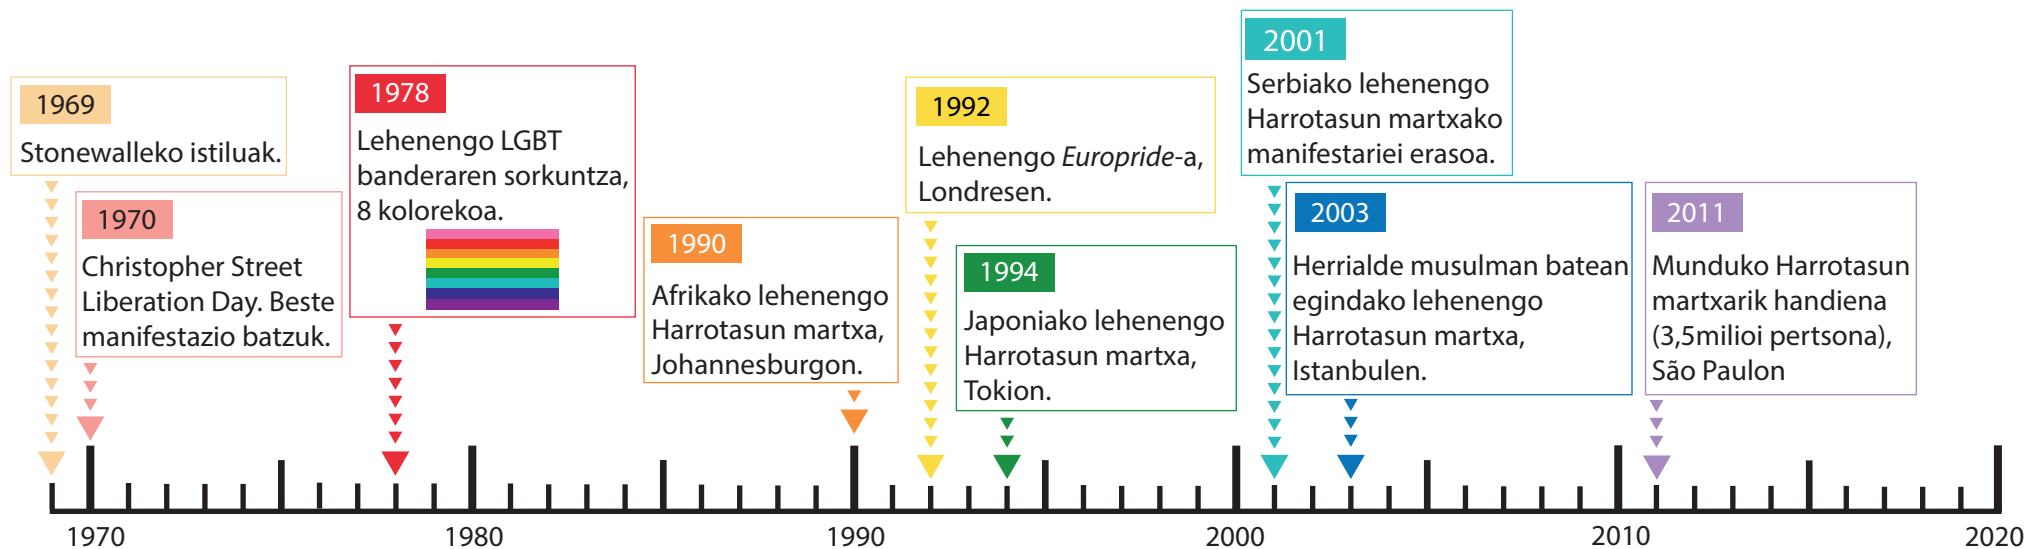 1969
Stonewalleko istiluak.
1970
Christopher Street
Liberation Day. Beste
manifestazio batzuk.
1978
Lehenengo LGBT
banderaren sorkuntza,
8 kolorekoa.
1990
Afrikako lehenengo
Harrotasun martxa,
Johannesburgon.
1992
Lehenengo Europride-a,
Londresen.
1994
Japoniako lehenengo
Harrotasun martxa,
Tokion.
2001
Serbiako lehenengo
Harrotasun martxako
manifestariei erasoa.
2003
Herrialde musulman batean
egindako lehenengo
Harrotasun martxa,
Istanbulen.
2011
Munduko Harrotasun
martxarik handiena
(3,5milioi pertsona),
São Paulon
1970 1980 1990 2000 2010 2020